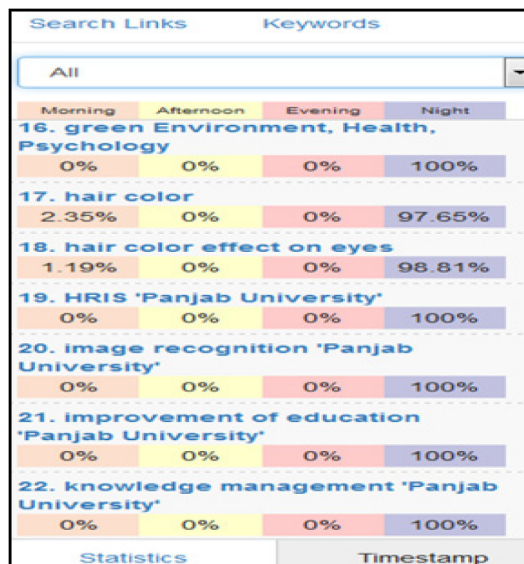 Search Links Keywords
All
Morning Afternoon Evening Night
16. green Environment, Health,
Psychology
0% 0% 0% 100%
17. hair color
2.35% 0% 0% 97.65%
18. hair color effect on eyes
1.19% 0% 0% 98.81%
19. HRIS 'Panjab University'
0% 0% 0% 100%
20. image recognition 'Panjab
University'
0% 0% 0% 100%
21. improvement of education
'Panjab University'
0% 0% 0% 100%
22. knowledge management 'Panjab
University'
0% 0% 0% 100%
Statistics Timestamp